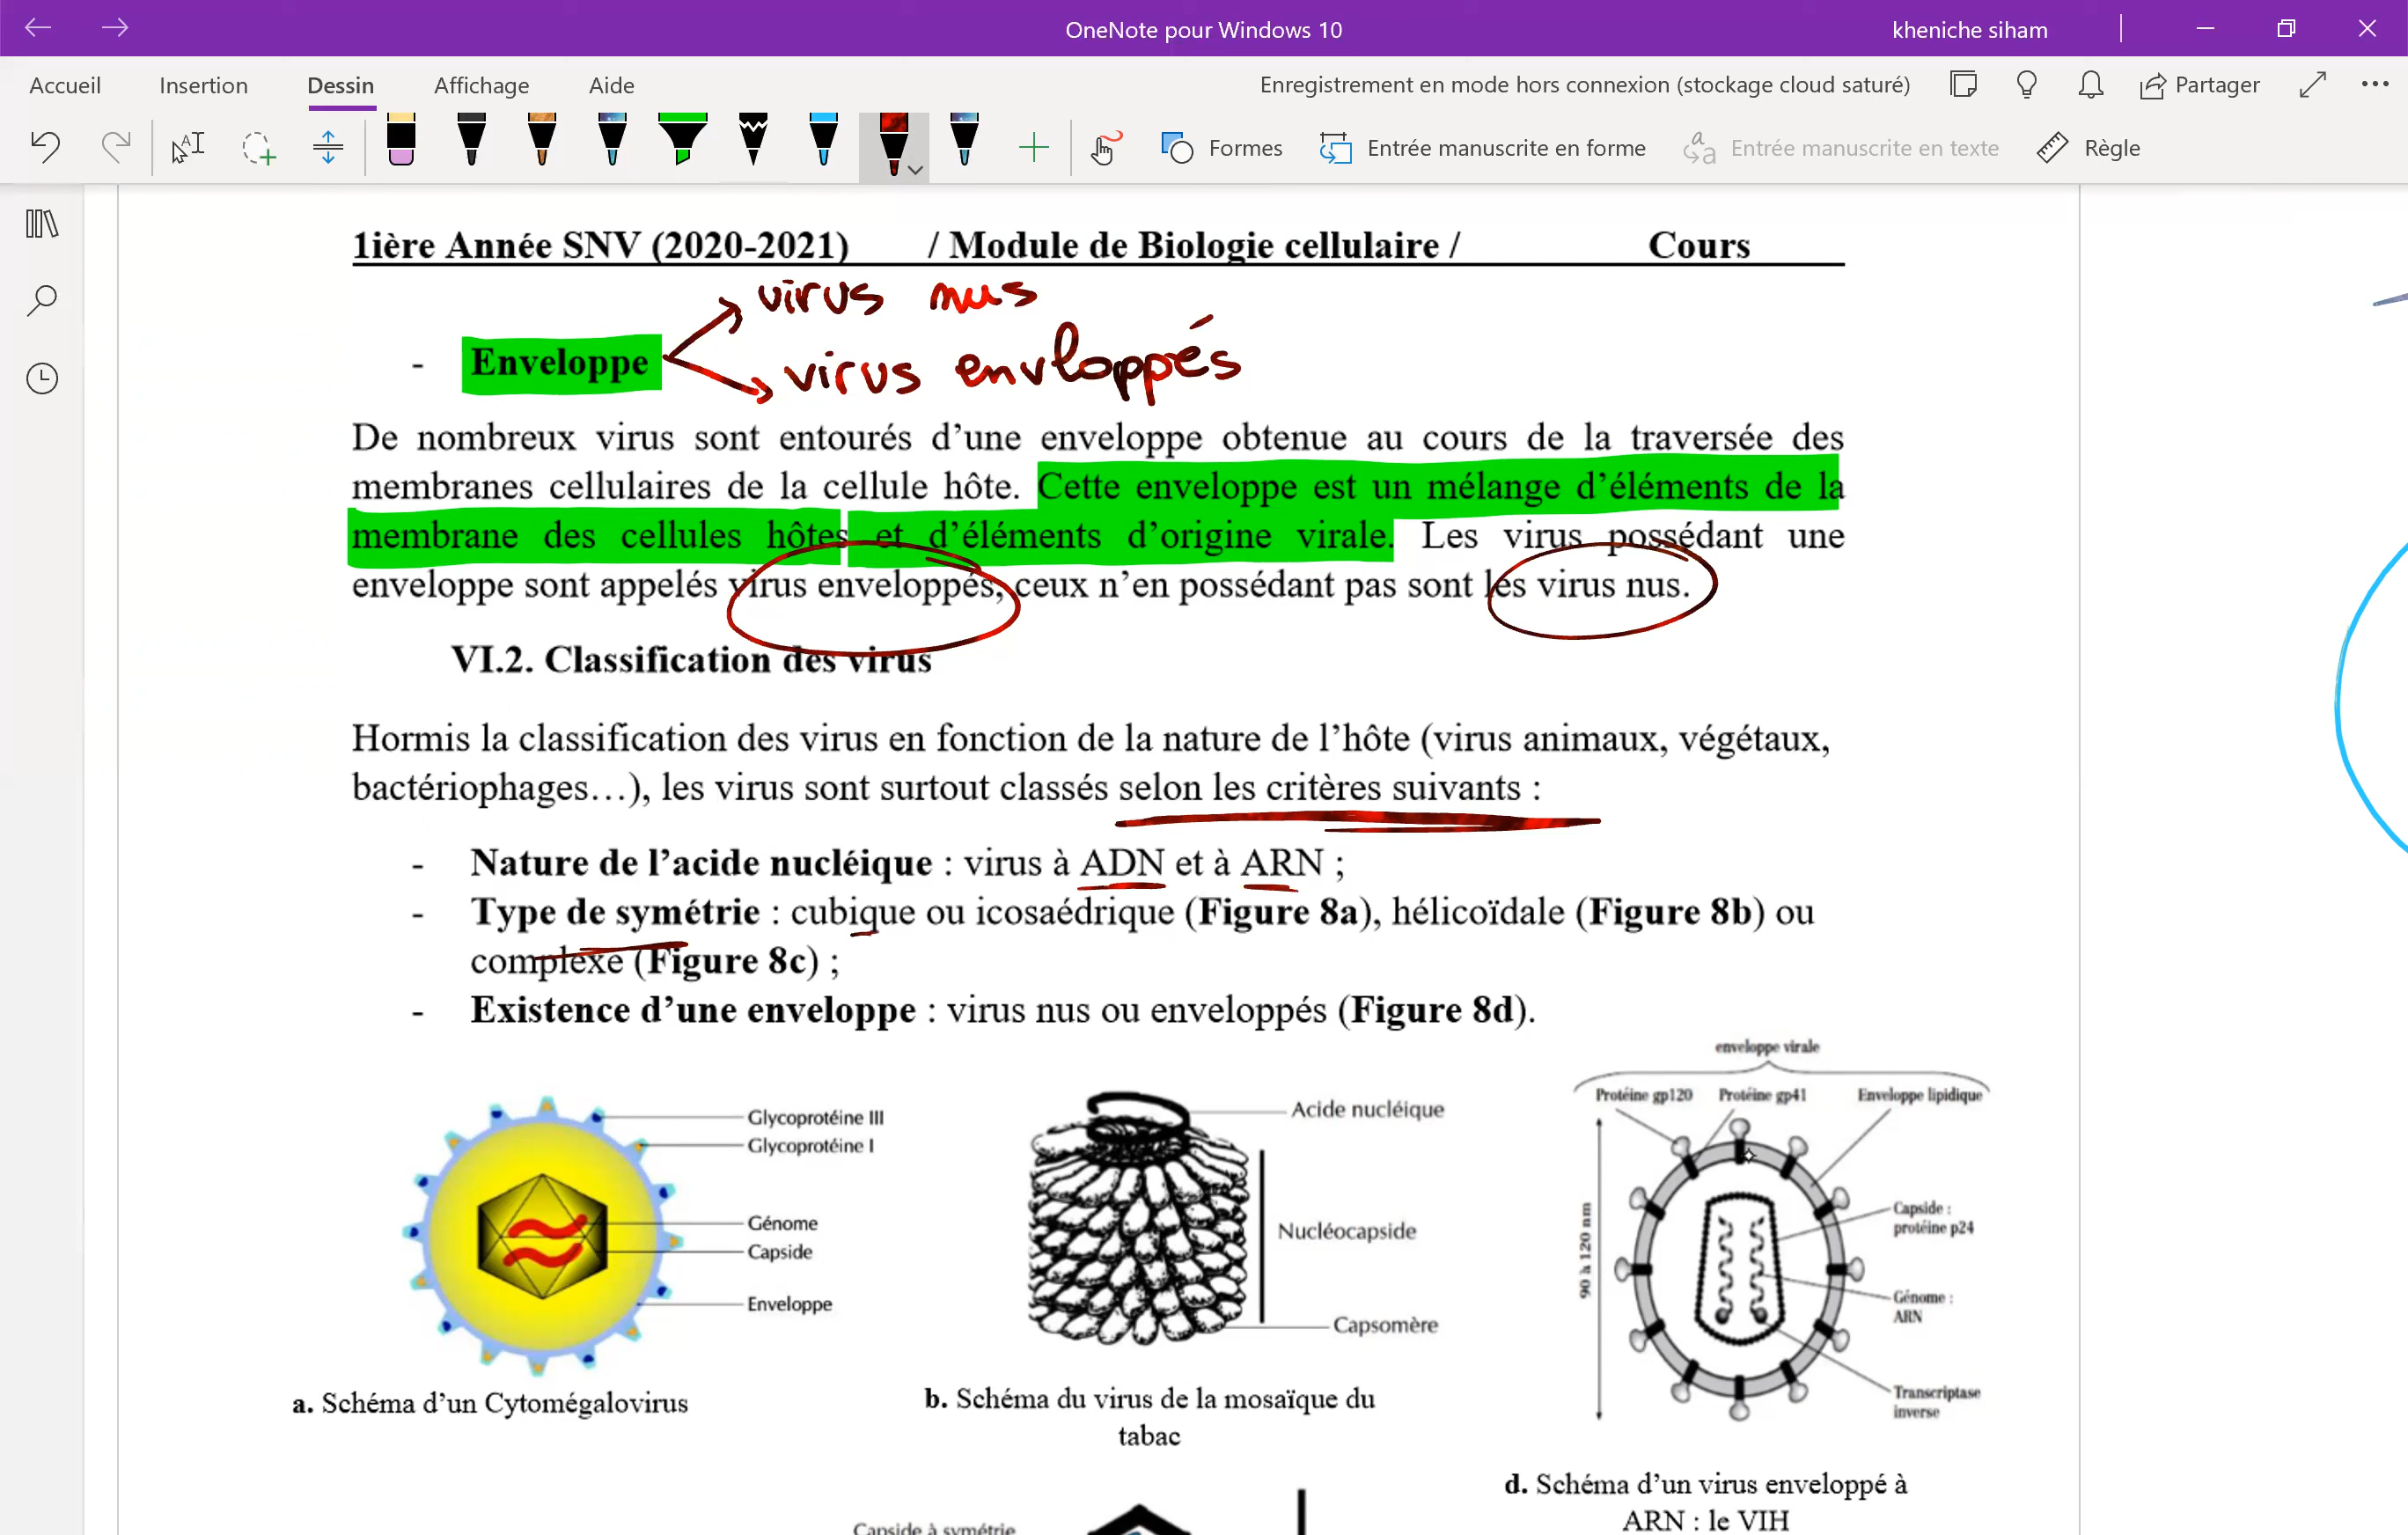 OneNote pour Windows 10
kheniche siham
Accueil Insertion Dessin Affichage Aide
Enregistrement en mode hors connexion (stockage cloud saturé)
Partager
Formes Entrée manuscrite en forme Entrée manuscrite en texte Règle
1ière Année SNV (2020-2021) / Module de Biologie cellulaire / Cours
virus nus
- Enveloppe
virus enveloppés
De nombreux virus sont entourés d’une enveloppe obtenue au cours de la traversée des
membranes cellulaires de la cellule hôte. Cette enveloppe est un mélange d’éléments de la
membrane des cellules hôtes et d’éléments d’origine virale. Les virus possédant une
enveloppe sont appelés virus enveloppés, ceux n’en possédant pas sont les virus nus.
VI.2. Classification des virus
Hormis la classification des virus en fonction de la nature de l’hôte (virus animaux, végétaux,
bactériophages…), les virus sont surtout classés selon les critères suivants :
- Nature de l’acide nucléique : virus à ADN et à ARN ;
- Type de symétrie : cubique ou icosaédrique (Figure 8a), hélicoïdale (Figure 8b) ou
complexe (Figure 8c) ;
- Existence d’une enveloppe : virus nus ou enveloppés (Figure 8d).
Glycoprotéine III
Glycoprotéine I
Génome
Capside
Enveloppe
a. Schéma d’un Cytomégalovirus
Acide nucléique
Nucléocapside
Capsomère
b. Schéma du virus de la mosaïque du
tabac
enveloppe virale
Protéine gp120 Protéine gp41 Enveloppe lipidique
90 à 120 nm
Capside :
protéine p24
Génome :
ARN
Transcriptase
inverse
d. Schéma d’un virus enveloppé à
ARN : le VIH
Capside à symétrie